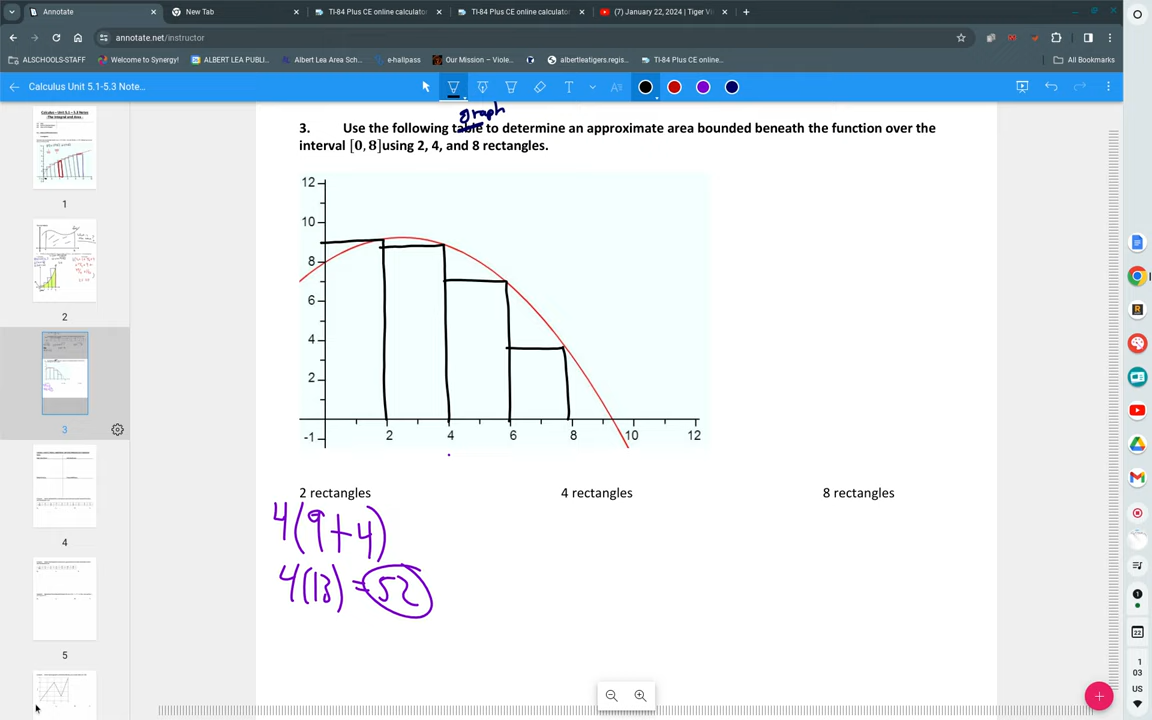 Annotate
New Tab
TI-84 Plus CE online calculator
TI-84 Plus CE online calculator
(7) January 22, 2024 | Tiger Vi
annotate.net/instructor
ALSCHOOLS-STAFF
Welcome to Synergy!
ALBERT LEA PUBLI...
Albert Lea Area Sch...
e-hallpass
Our Mission – Viole...
albertleatigers.regis...
TI-84 Plus CE online...
All Bookmarks
Calculus Unit 5.1-5.3 Note...
graph
3. Use the following table to determine an approximate area bounded beneath the function over the
interval [0, 8]using 2, 4, and 8 rectangles.
12
10
8
6
4
2
-1
2 4 6 8 10 12
2 rectangles 4 rectangles 8 rectangles
4(9+4)
4(13) = 52
1
2
3
4
5
22
1
03
US